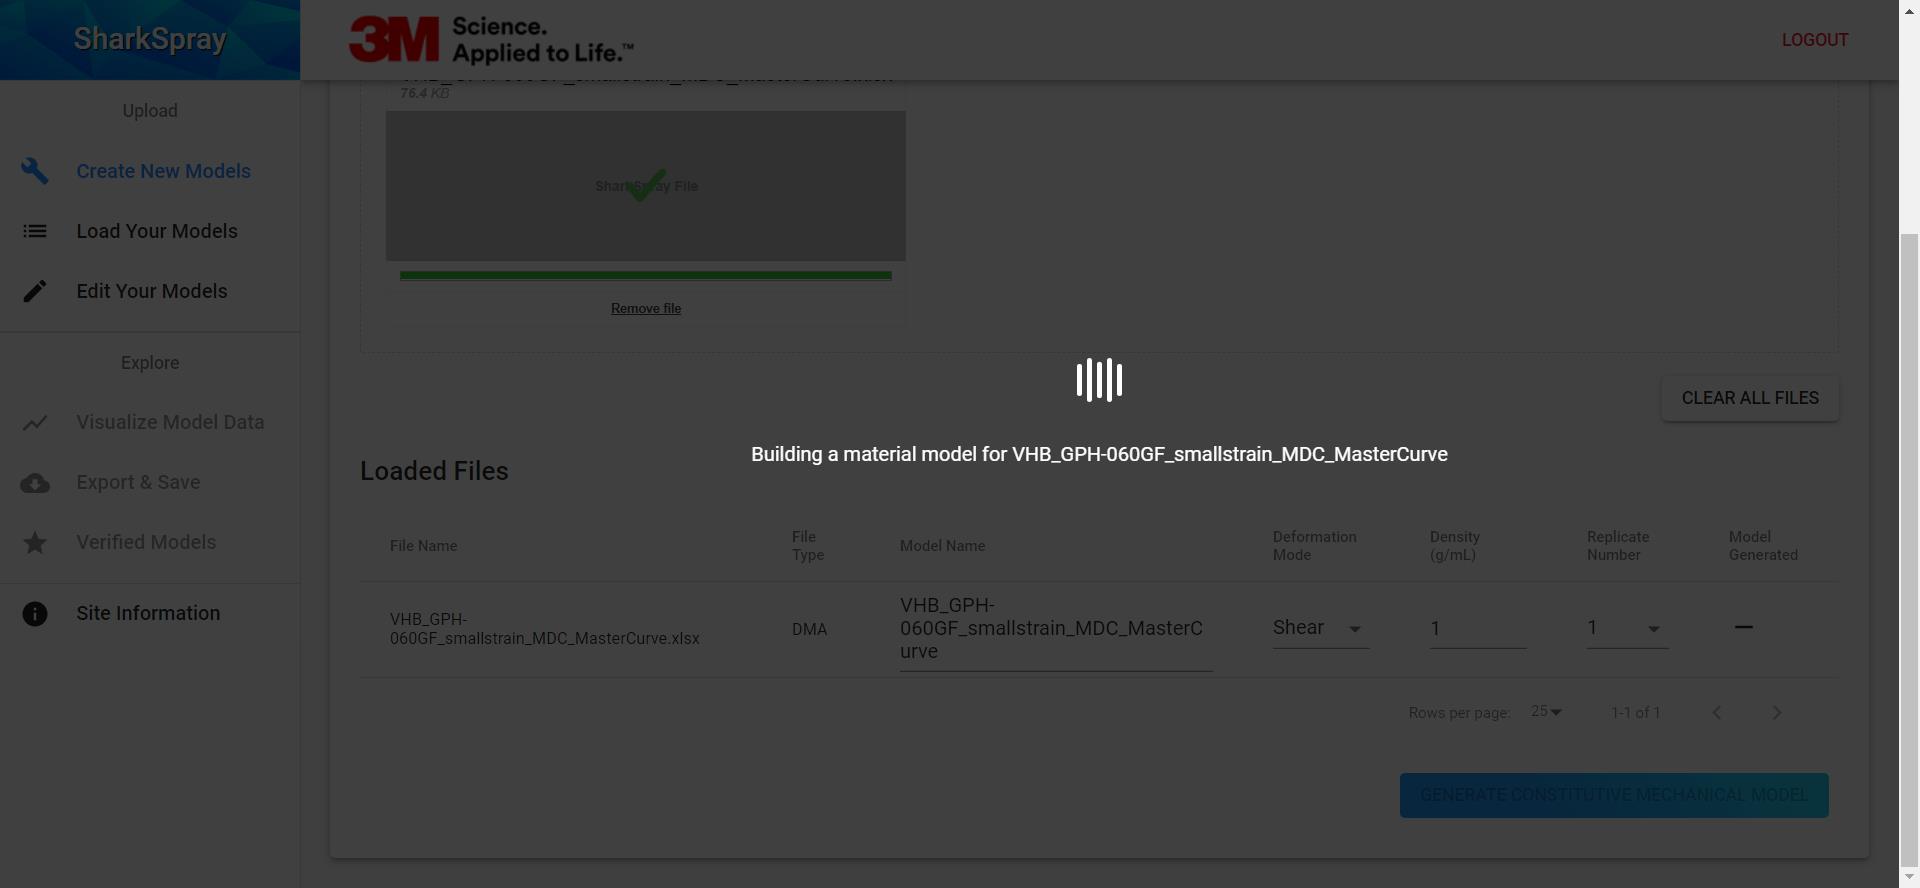 SharkSpray
3M Science.
Applied to Life.™
LOGOUT
Upload
76.4 KB
Create New Models
SharkSpray File
Load Your Models
Edit Your Models
Remove file
Explore
CLEAR ALL FILES
Visualize Model Data
Building a material model for VHB_GPH-060GF_smallstrain_MDC_MasterCurve
Loaded Files
Export & Save
Verified Models
File Name
File
Type
Model Name
Deformation
Mode
Density
(g/mL)
Replicate
Number
Model
Generated
Site Information
VHB_GPH-
060GF_smallstrain_MDC_MasterCurve.xlsx
DMA
VHB_GPH-
060GF_smallstrain_MDC_MasterC
urve
Shear
1
1
Rows per page: 25
1-1 of 1
GENERATE CONSTITUTIVE MECHANICAL MODEL